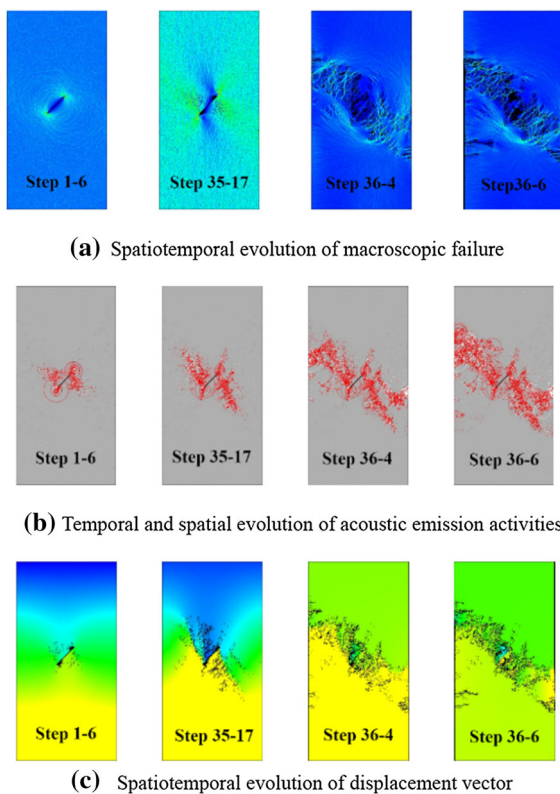 Step 1-6 Step 35-17 Step 36-4 Step36-6
(a) Spatiotemporal evolution of macroscopic failure
Step 1-6 Step 35-17 Step 36-4 Step 36-6
(b) Temporal and spatial evolution of acoustic emission activities
Step 1-6 Step 35-17 Step 36-4 Step 36-6
(c) Spatiotemporal evolution of displacement vector